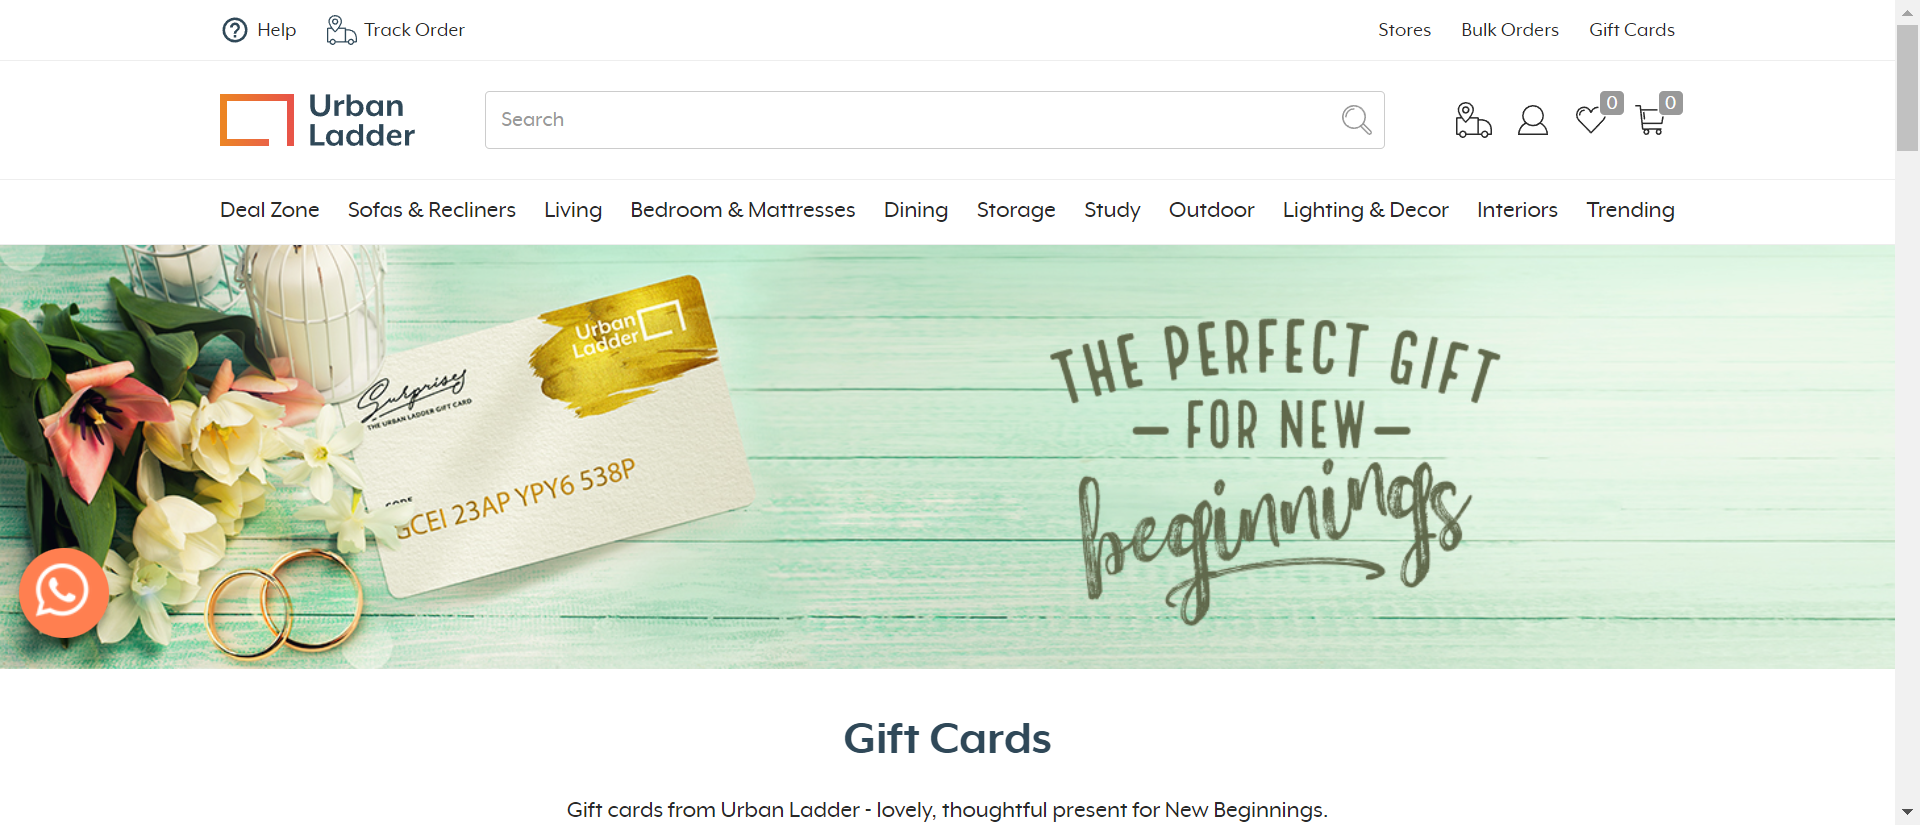 Help
Track Order
Stores
Bulk Orders
Gift Cards
Urban
Ladder
Search
0
0
Deal Zone
Sofas & Recliners
Living
Bedroom & Mattresses
Dining
Storage
Study
Outdoor
Lighting & Decor
Interiors
Trending
Urban
Ladder
Surprises
THE URBAN LADDER GIFT CARD
CODE
GCEI 23AP YPY6 538P
THE PERFECT GIFT
— FOR NEW —
beginnings
Gift Cards
Gift cards from Urban Ladder - lovely, thoughtful present for New Beginnings.